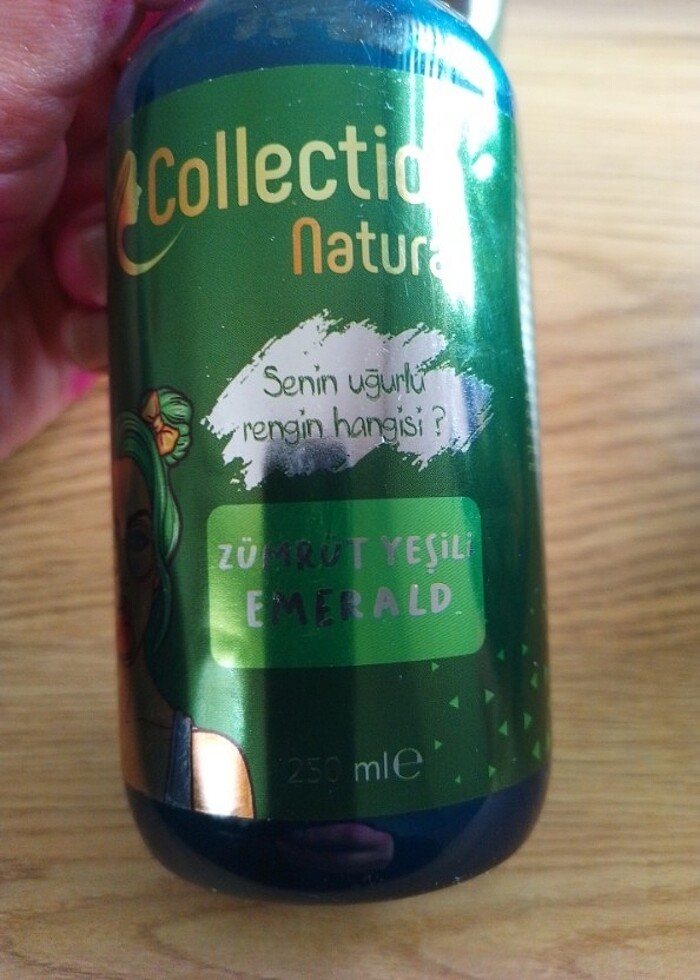 Collectio
Natura
Senin uğurlu
rengin hangisi ?
ZÜMRÜT YEŞİLİ
EMERALD
250 ml e